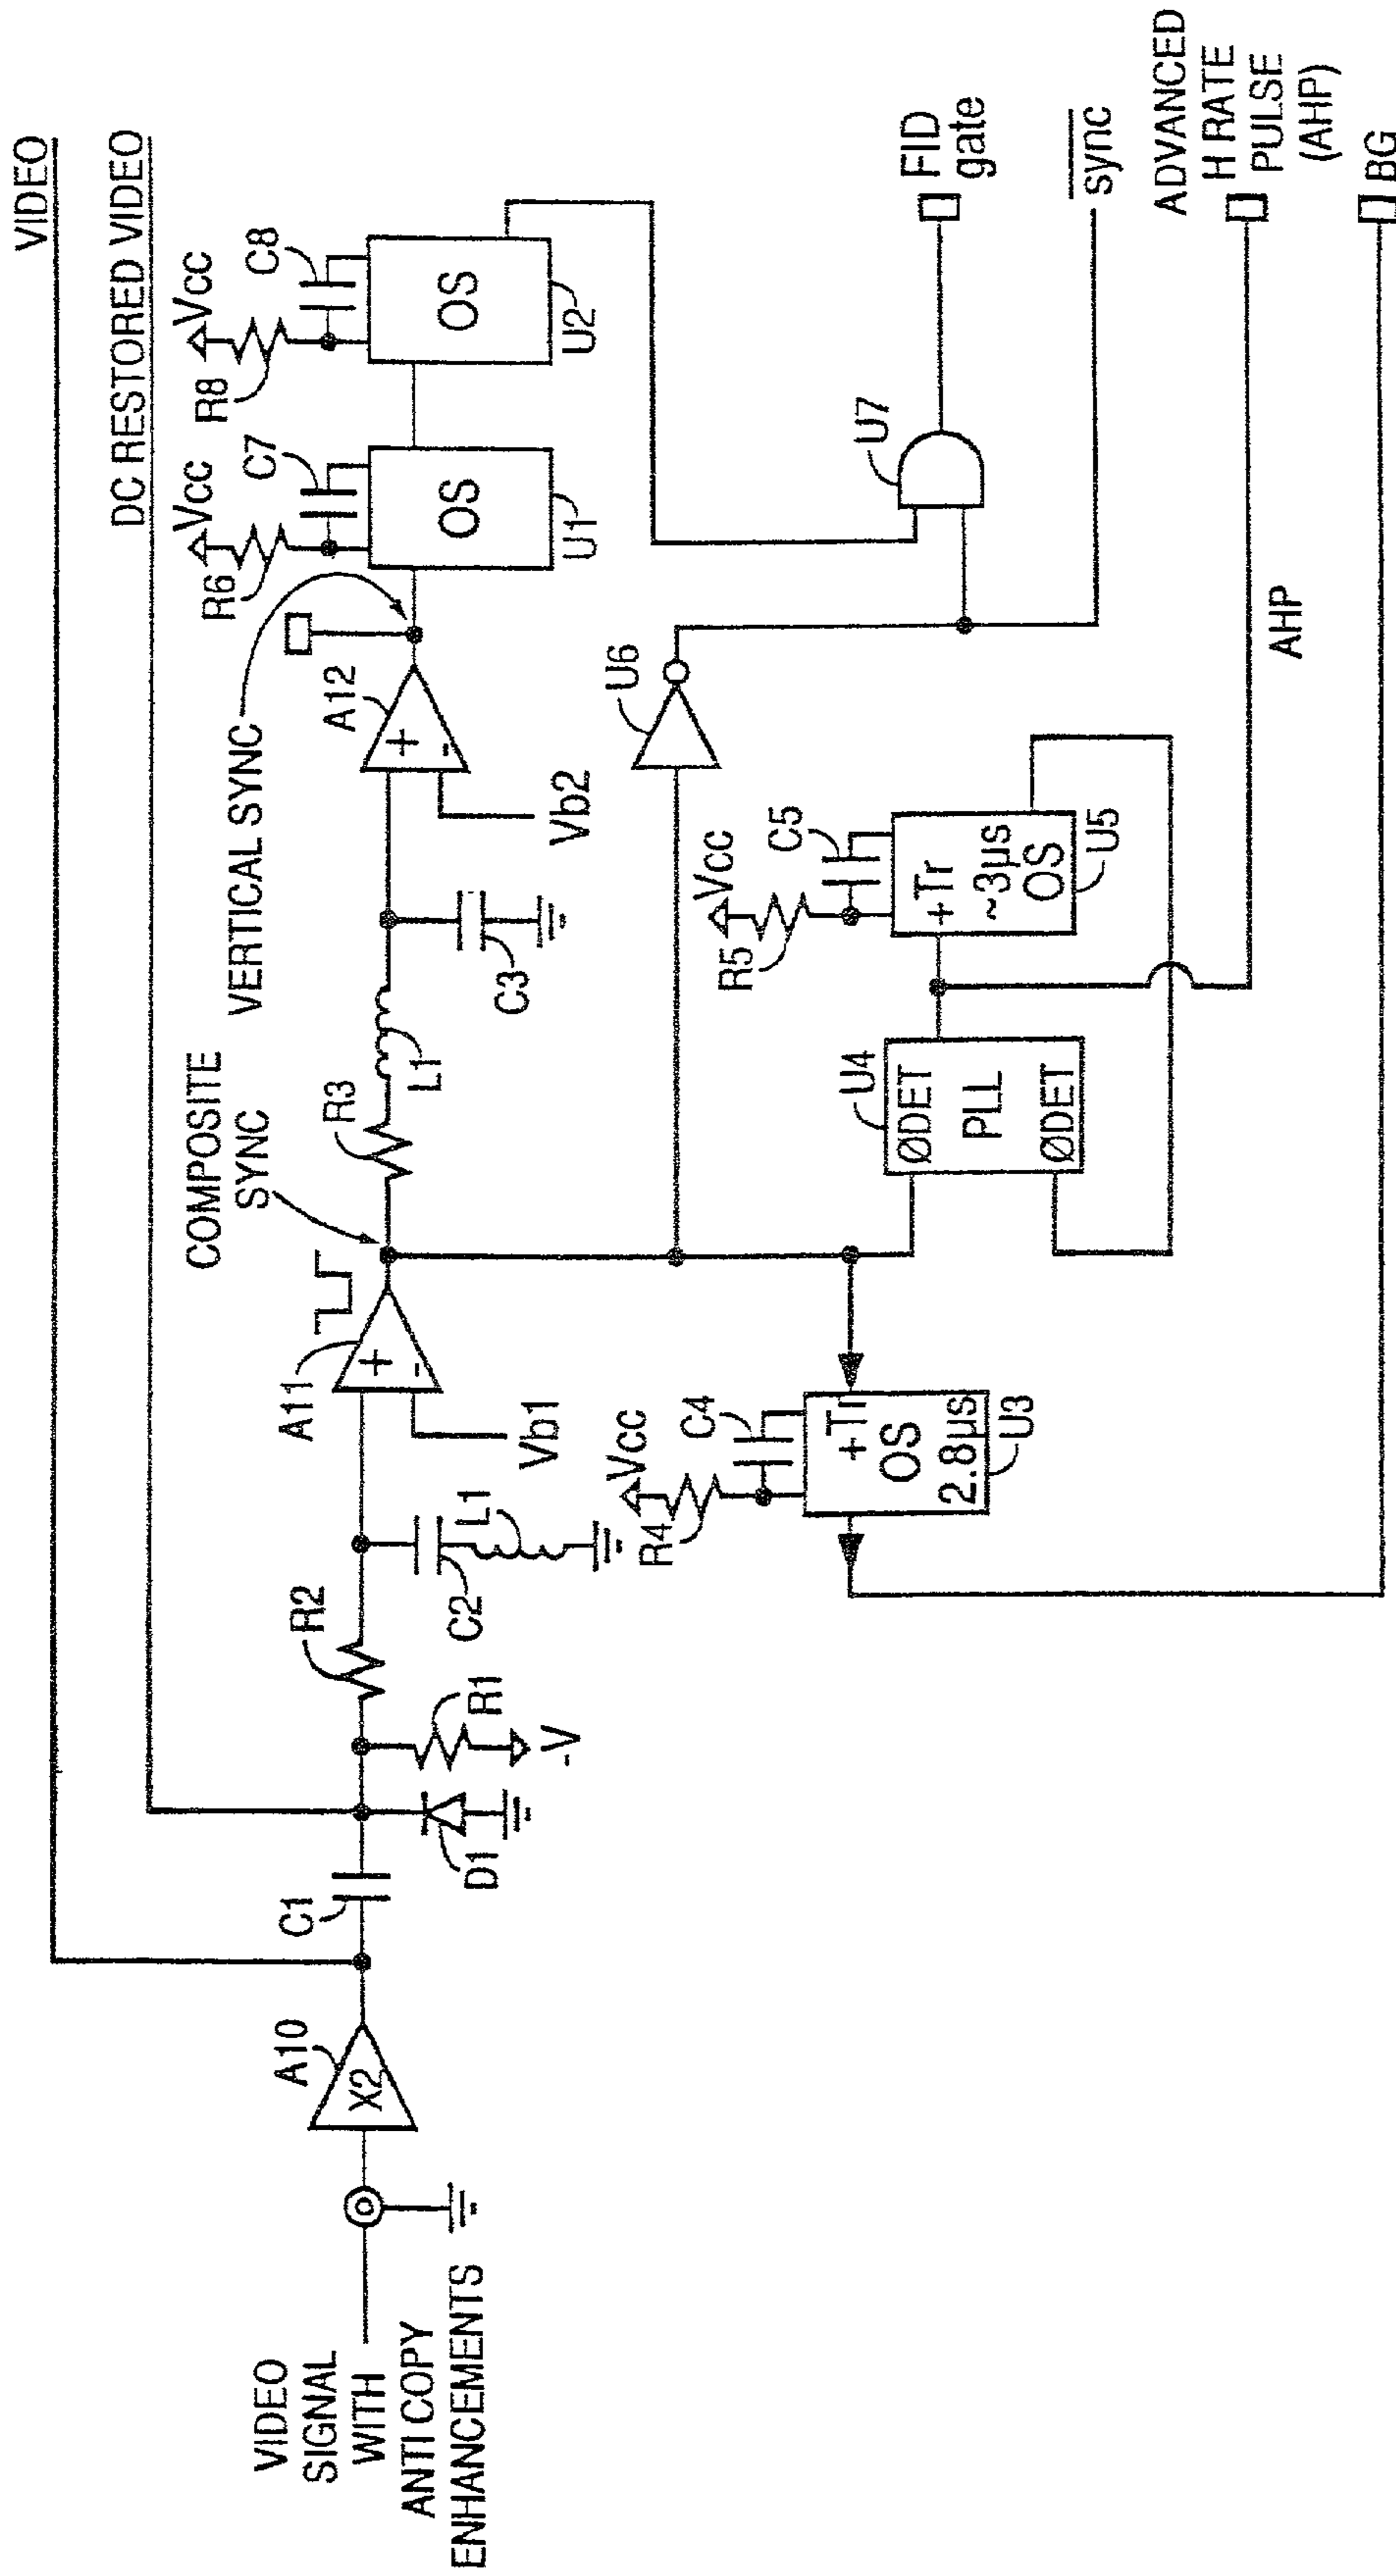 VIDEO
DC RESTORED VIDEO
VIDEO
SIGNAL
WITH
ANTI COPY
ENHANCEMENTS
A10
X2
C1
D1
R1
-V
R2
C2
L1
A11
+
-
Vb1
COMPOSITE
SYNC
R3
L1
C3
VERTICAL SYNC
A12
+
-
Vb2
R6
Vcc
C7
OS
U1
R8
Vcc
C8
OS
U2
U6
U7
FID
gate
sync
R4
Vcc
C4
+Tr
OS
2.8µs
U3
U4
ØDET
PLL
ØDET
R5
Vcc
C5
+Tr
~3µs
OS
U5
AHP
ADVANCED
H RATE
PULSE
(AHP)
BG